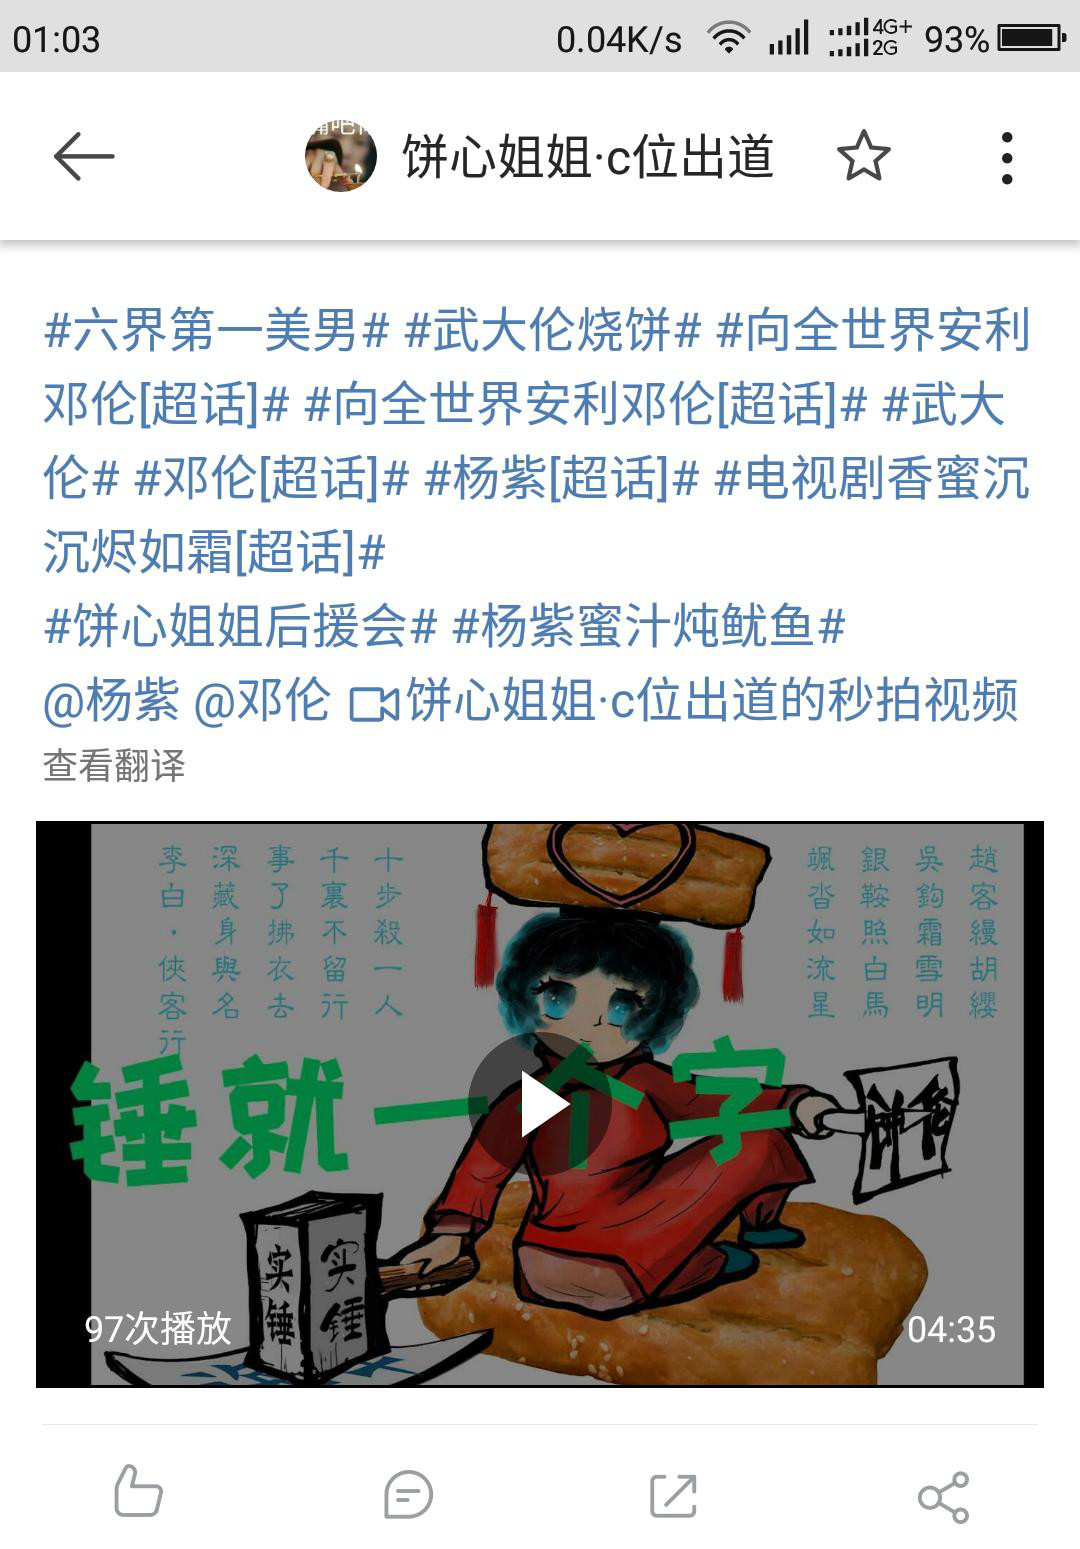 01:03 0.04K/s 4G+ 2G 93%
饼心姐姐·c位出道
#六界第一美男# #武大伦烧饼# #向全世界安利
邓伦[超话]# #向全世界安利邓伦[超话]# #武大
伦# #邓伦[超话]# #杨紫[超话]# #电视剧香蜜沉
沉烬如霜[超话]#
#饼心姐姐后援会# #杨紫蜜汁炖鱿鱼#
@杨紫 @邓伦 饼心姐姐·c位出道的秒拍视频
查看翻译
趙客縵胡纓
吳鉤霜雪明
銀鞍照白馬
颯沓如流星
十步殺一人
千裏不留行
事了拂衣去
深藏身與名
李白·俠客行
锤就一个字
实锤
实锤
97次播放
04:35